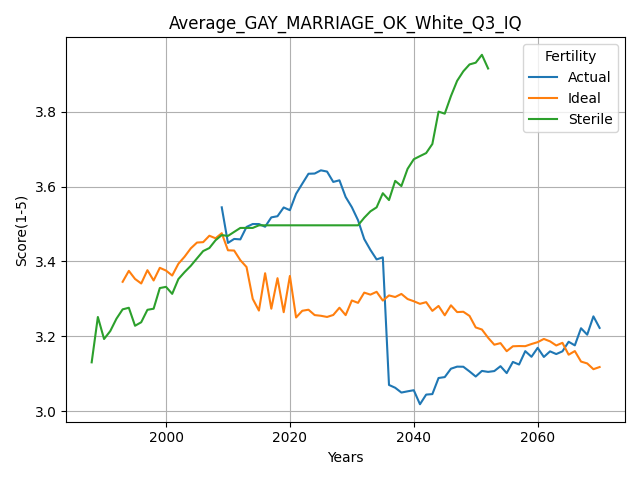 Average_GAY_MARRIAGE_OK_White_Q3_IQ
Fertility
Actual
Ideal
Sterile
Score(1-5)
3.8
3.6
3.4
3.2
3.0
2000
2020
2040
2060
Years